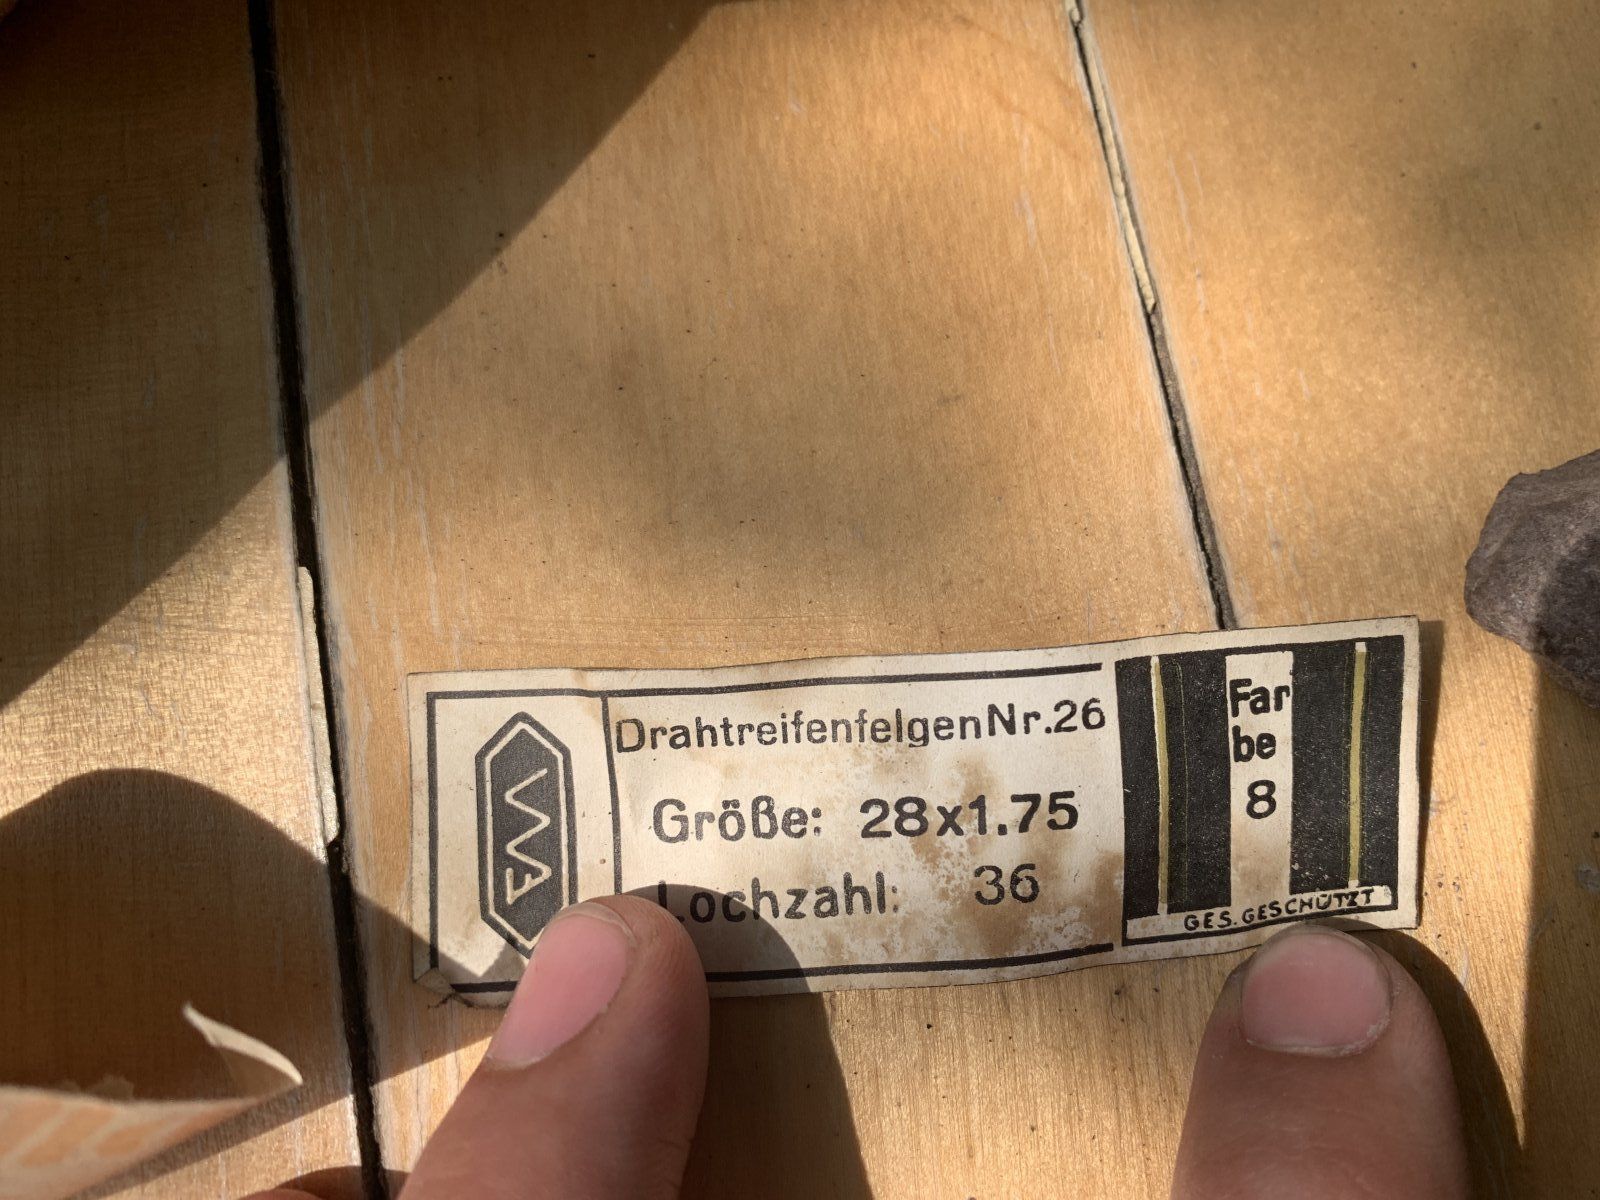 Drahtreifenfelgen Nr. 26
Größe: 28x1.75
Lochzahl: 36
Far
be
8
GES. GESCHÜTZT